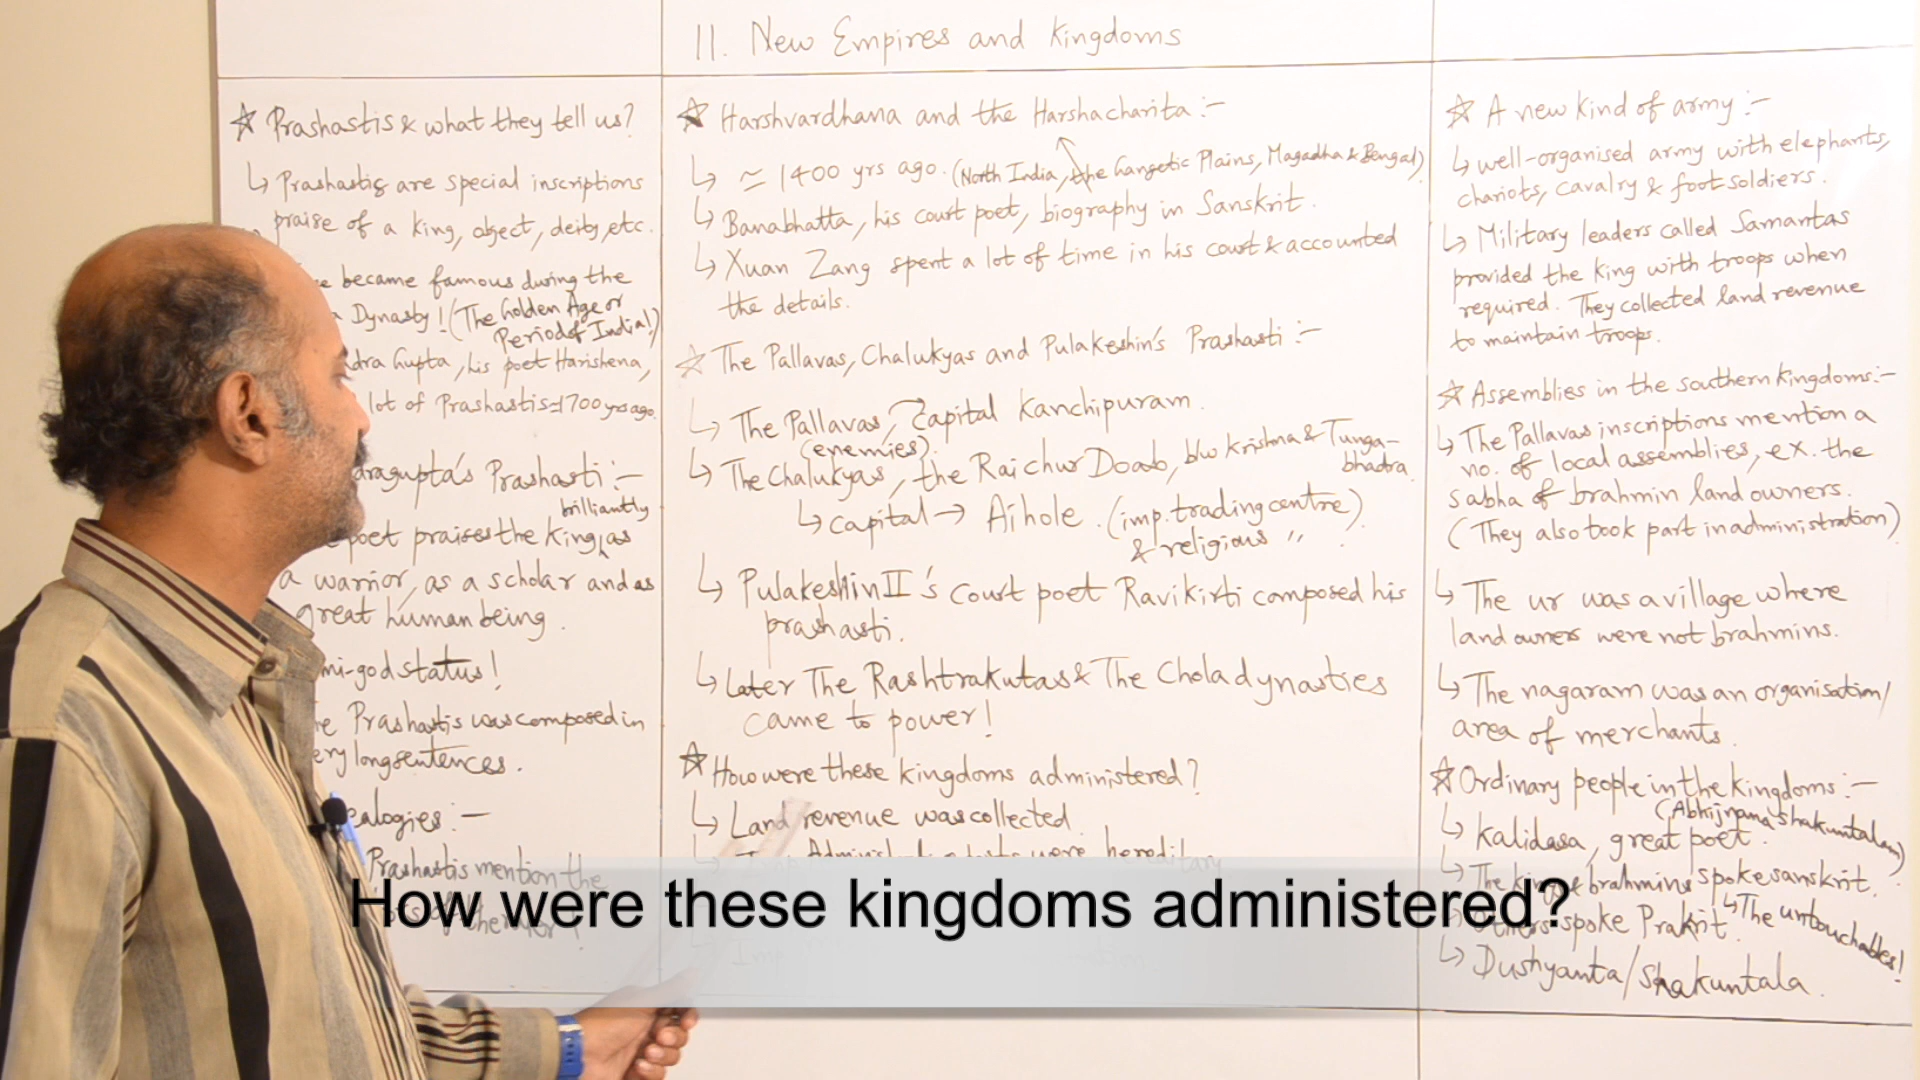 11. New Empires and Kingdoms
☆ Prashastis & what they tell us?
↳ Prashastis are special inscriptions
praise of a king, object, deity, etc.
became famous during the
Dynasty! (The Golden Age or
Period of India!)
dra Gupta, his poet Harishena,
lot of Prashastis ≃ 1700 yrs ago.
dragupta's Prashasti :-
brilliantly
poet praises the king, as
a warrior, as a scholar and as
great human being.
mi-god status!
Prashastis was composed in
ery long sentences.
ealogies :-
Prashastis mention the
☆ Harshvardhana and the Harshacharita :-
↳ ≃ 1400 yrs ago. (North India, the Gangetic Plains, Magadha & Bengal)
↳ Banabhatta, his court poet, biography in Sanskrit.
↳ Xuan Zang spent a lot of time in his court & accounted
the details.
☆ The Pallavas, Chalukyas and Pulakeshin's Prashasti :-
↳ The Pallavas, capital Kanchipuram.
(enemies)
↳ The Chalukyas, the Raichur Doab, b/w Krishna & Tunga-
bhadra.
↳ capital → Aihole. (imp. trading centre)
& religious "
↳ Pulakeshin II's court poet Ravikirti composed his
prashasti.
↳ Later The Rashtrakutas & The Chola dynasties
came to power!
☆ How were these kingdoms administered?
↳ Land revenue was collected.
were hereditary
☆ A new kind of army :-
↳ well-organised army with elephants,
chariots, cavalry & foot soldiers.
↳ Military leaders called Samantas
provided the king with troops when
required. They collected land revenue
to maintain troops.
☆ Assemblies in the southern kingdoms :-
↳ The Pallavas inscriptions mention a
no. of local assemblies, ex. the
sabha of brahmin land owners.
(They also took part in administration)
↳ The ur was a village where
land owners were not brahmins.
↳ The nagaram was an organisation/
area of merchants.
☆ Ordinary people in the kingdoms :-
(Abhijnana Shakuntalam)
↳ Kalidasa, great poet.
↳ The king & brahmins spoke sanskrit.
↳ Others spoke Prakrit. ↳ The untouchables!
↳ Dushyanta/Shakuntala.
How were these kingdoms administered?